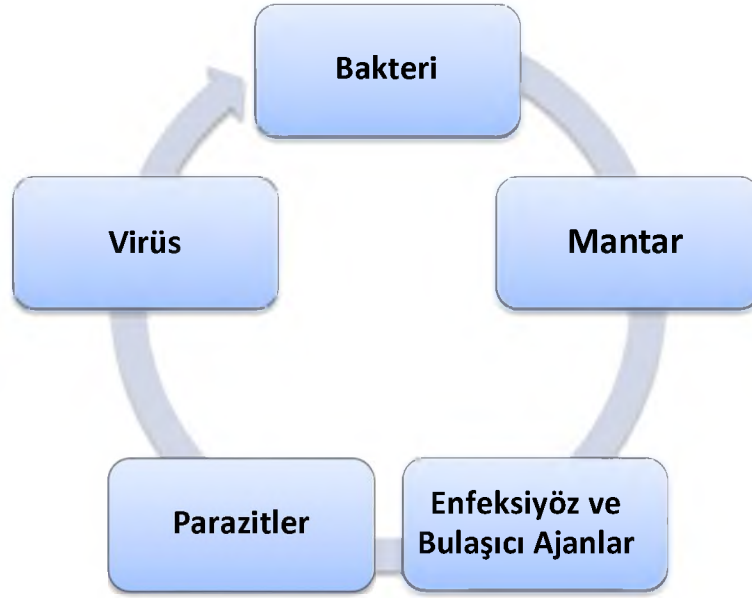 Bakteri
Mantar
Enfeksiyöz ve
Bulaşıcı Ajanlar
Parazitler
Virüs